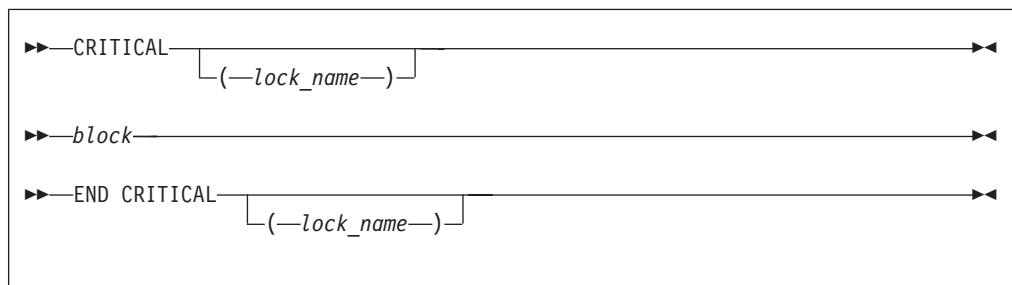 CRITICAL
( lock_name )
block
END CRITICAL
( lock_name )